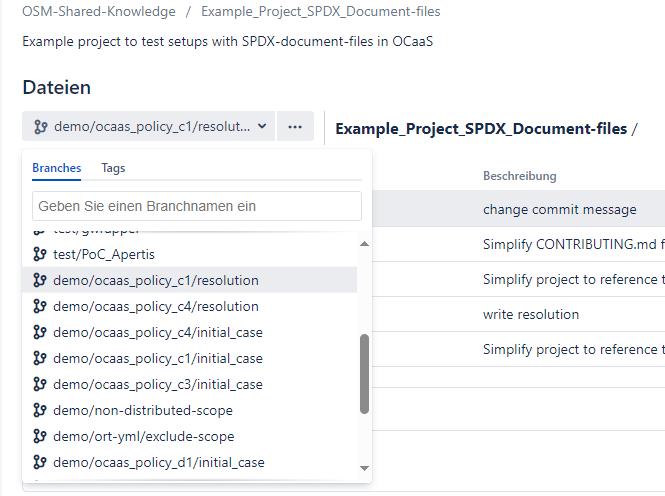 OSM-Shared-Knowledge / Example_Project_SPDX_Document-files
Example project to test setups with SPDX-document-files in OCaaS
Dateien
demo/ocaas_policy_c1/resolut... ··· Example_Project_SPDX_Document-files /
Branches Tags
Beschreibung
Geben Sie einen Branchnamen ein
change commit message
test/gwrapper
test/PoC_Apertis
Simplify CONTRIBUTING.md f
demo/ocaas_policy_c1/resolution
Simplify project to reference t
demo/ocaas_policy_c4/resolution
write resolution
demo/ocaas_policy_c4/initial_case
Simplify project to reference t
demo/ocaas_policy_c1/initial_case
demo/ocaas_policy_c3/initial_case
demo/non-distributed-scope
demo/ort-yml/exclude-scope
demo/ocaas_policy_d1/initial_case